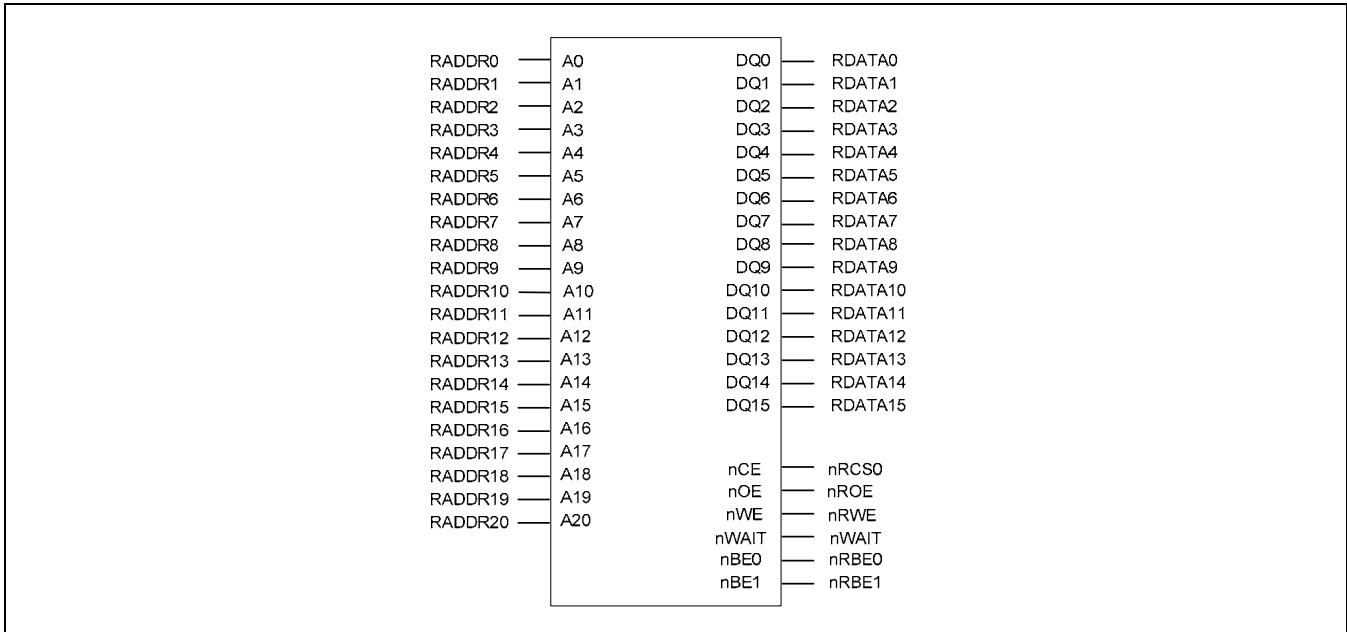 RADDR0 A0 DQ0 RDATA0
RADDR1 A1 DQ1 RDATA1
RADDR2 A2 DQ2 RDATA2
RADDR3 A3 DQ3 RDATA3
RADDR4 A4 DQ4 RDATA4
RADDR5 A5 DQ5 RDATA5
RADDR6 A6 DQ6 RDATA6
RADDR7 A7 DQ7 RDATA7
RADDR8 A8 DQ8 RDATA8
RADDR9 A9 DQ9 RDATA9
RADDR10 A10 DQ10 RDATA10
RADDR11 A11 DQ11 RDATA11
RADDR12 A12 DQ12 RDATA12
RADDR13 A13 DQ13 RDATA13
RADDR14 A14 DQ14 RDATA14
RADDR15 A15 DQ15 RDATA15
RADDR16 A16
RADDR17 A17
RADDR18 A18 nCE nRCS0
RADDR19 A19 nOE nROE
RADDR20 A20 nWE nRWE
nWAIT nWAIT
nBE0 nRBE0
nBE1 nRBE1